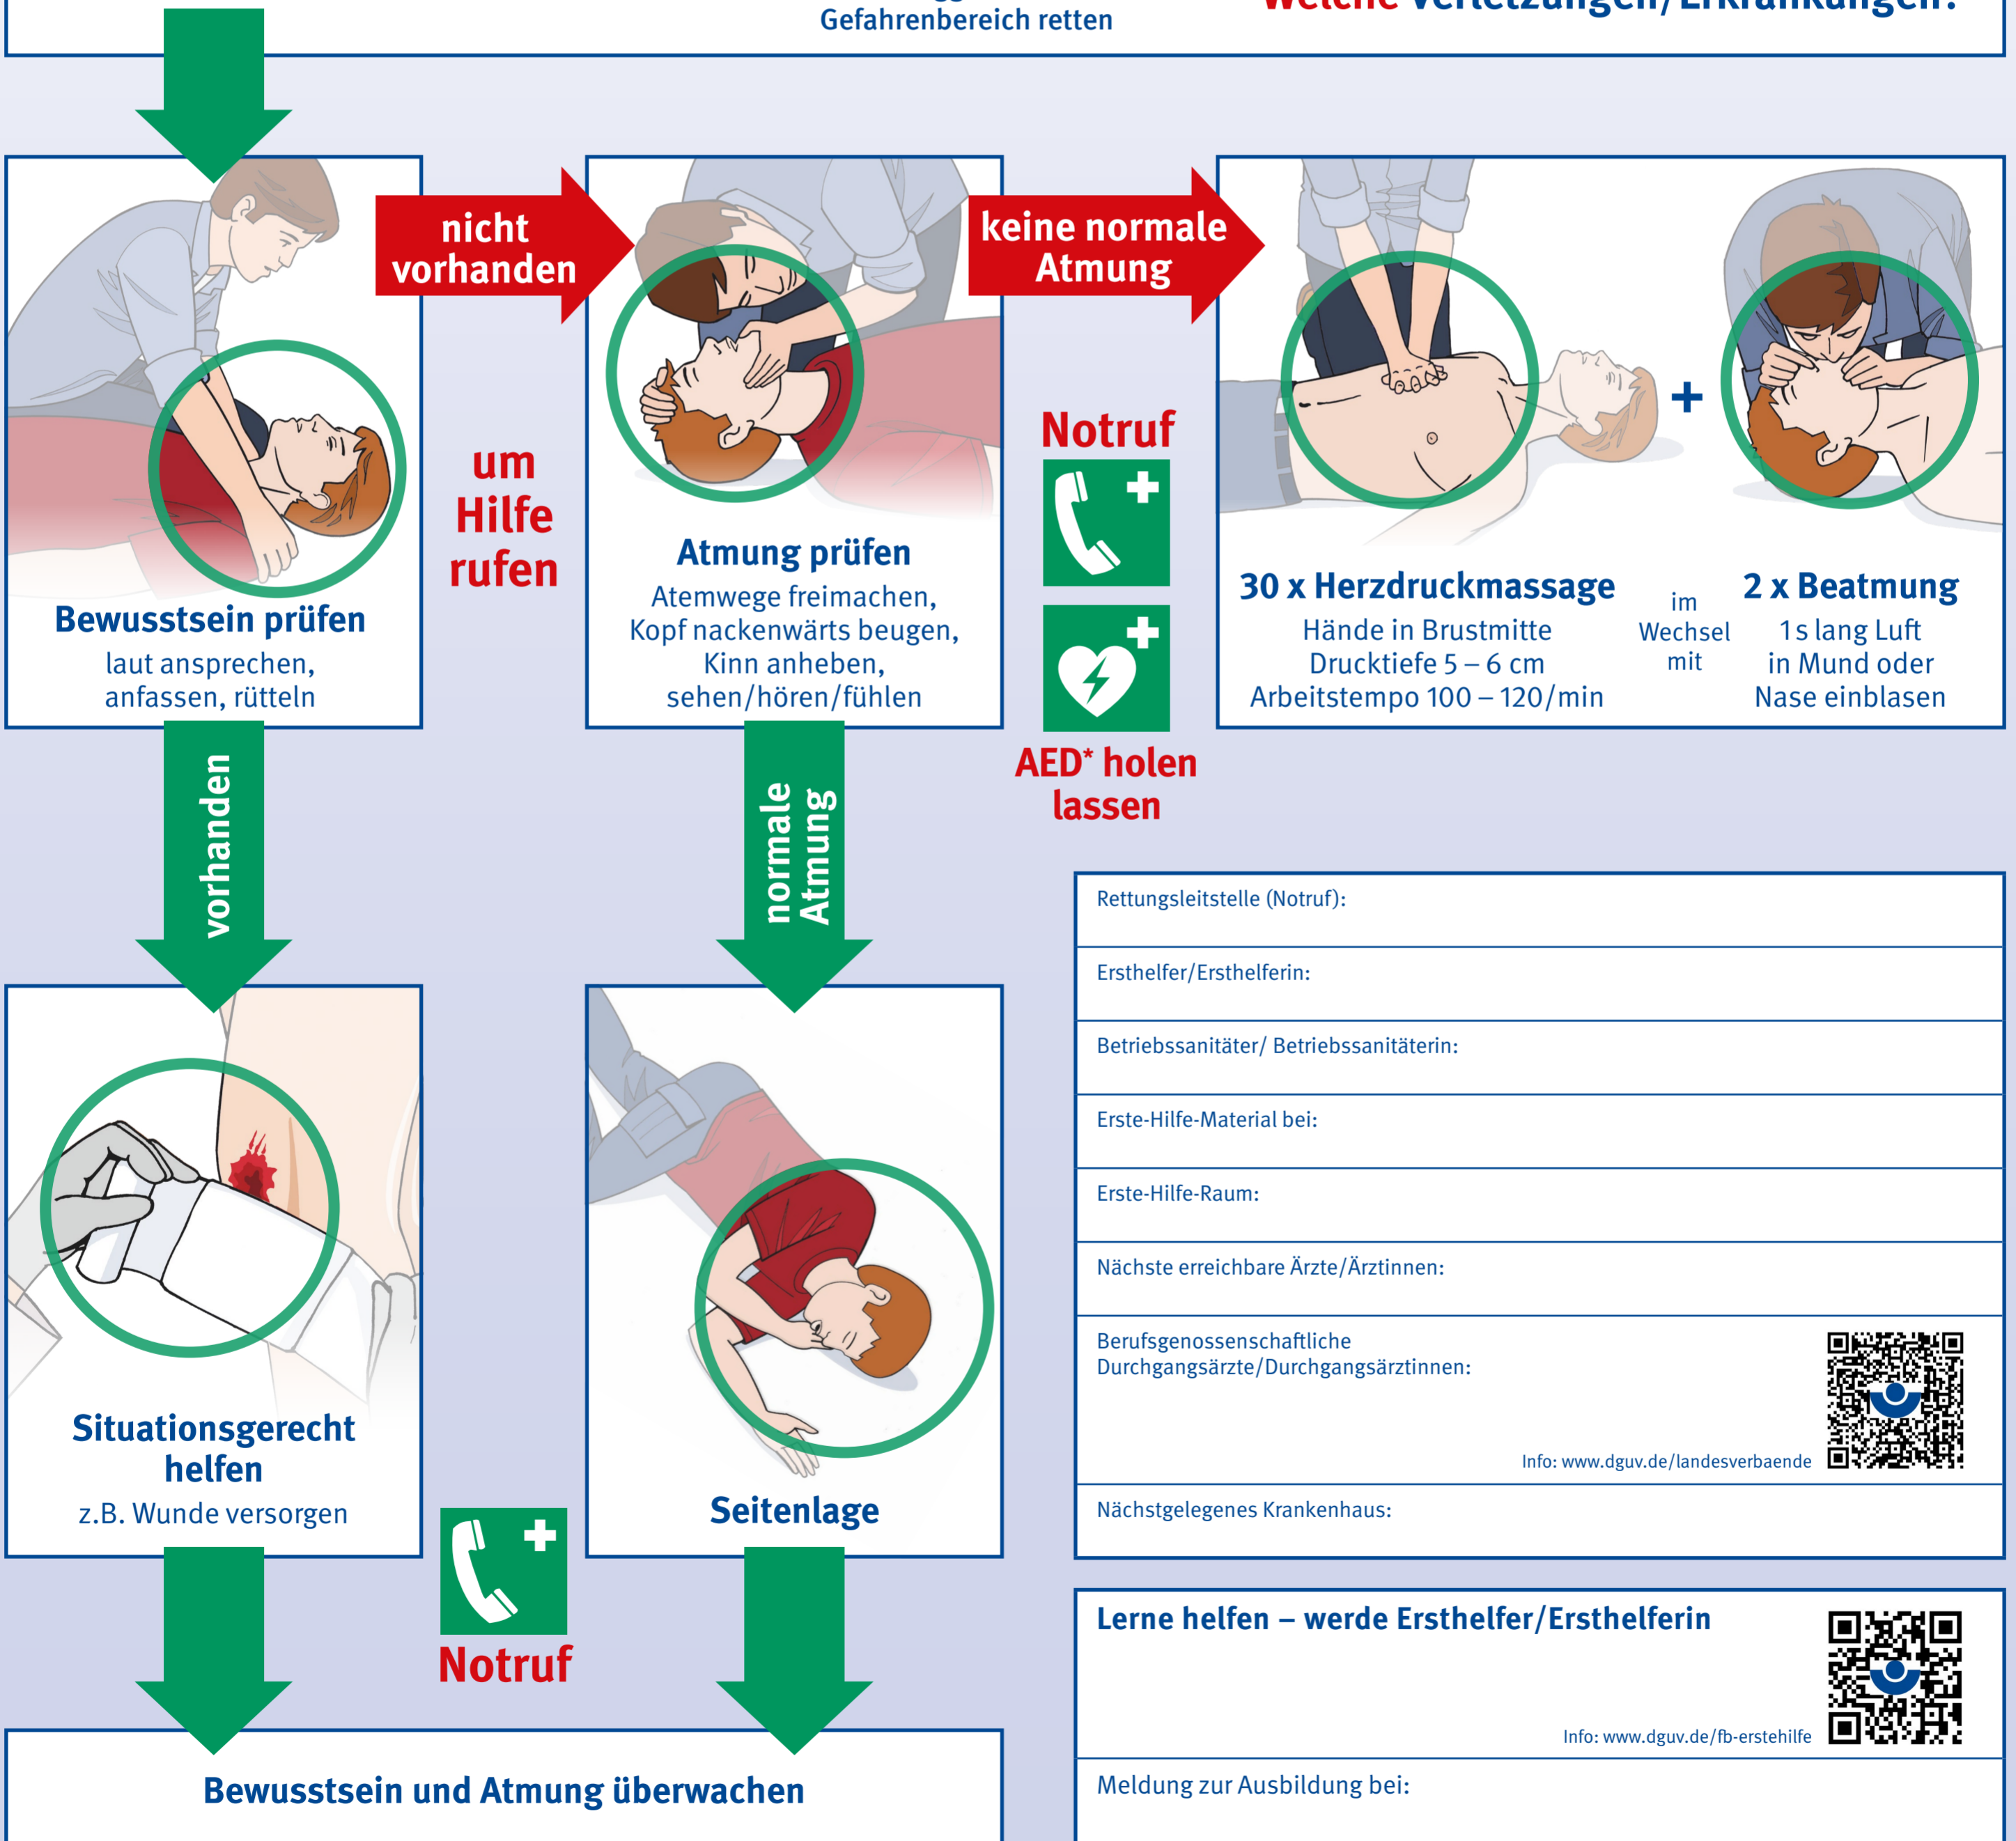 Gefahrenbereich retten
Welche Verletzungen/Erkrankungen?
nicht
vorhanden
keine normale
Atmung
um
Hilfe
rufen
Notruf
Bewusstsein prüfen
laut ansprechen,
anfassen, rütteln
Atmung prüfen
Atemwege freimachen,
Kopf nackenwärts beugen,
Kinn anheben,
sehen/hören/fühlen
AED* holen
lassen
30 x Herzdruckmassage
Hände in Brustmitte
Drucktiefe 5 – 6 cm
Arbeitstempo 100 – 120/min
+
im
Wechsel
mit
2 x Beatmung
1 s lang Luft
in Mund oder
Nase einblasen
vorhanden
normale
Atmung
Situationsgerecht
helfen
z.B. Wunde versorgen
Notruf
Seitenlage
Bewusstsein und Atmung überwachen
Rettungsleitstelle (Notruf):
Ersthelfer/Ersthelferin:
Betriebssanitäter/ Betriebssanitäterin:
Erste-Hilfe-Material bei:
Erste-Hilfe-Raum:
Nächste erreichbare Ärzte/Ärztinnen:
Berufsgenossenschaftliche
Durchgangsärzte/Durchgangsärztinnen:
Info: www.dguv.de/landesverbaende
Nächstgelegenes Krankenhaus:
Lerne helfen – werde Ersthelfer/Ersthelferin
Info: www.dguv.de/fb-erstehilfe
Meldung zur Ausbildung bei: